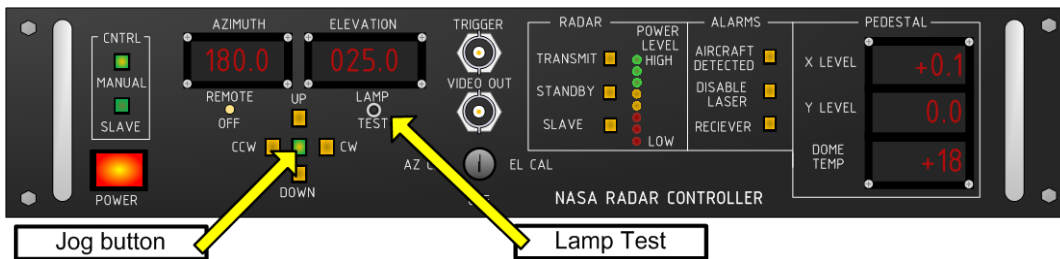 CNTRL
MANUAL
SLAVE
POWER
AZIMUTH
180.0
REMOTE
OFF
ELEVATION
025.0
LAMP
TEST
UP
CCW
CW
DOWN
TRIGGER
VIDEO OUT
AZ
EL CAL
RADAR
TRANSMIT
STANDBY
SLAVE
POWER
LEVEL
HIGH
LOW
ALARMS
AIRCRAFT
DETECTED
DISABLE
LASER
RECIEVER
PEDESTAL
X LEVEL
+0.1
Y LEVEL
0.0
DOME
TEMP
+18
NASA RADAR CONTROLLER
Jog button
Lamp Test